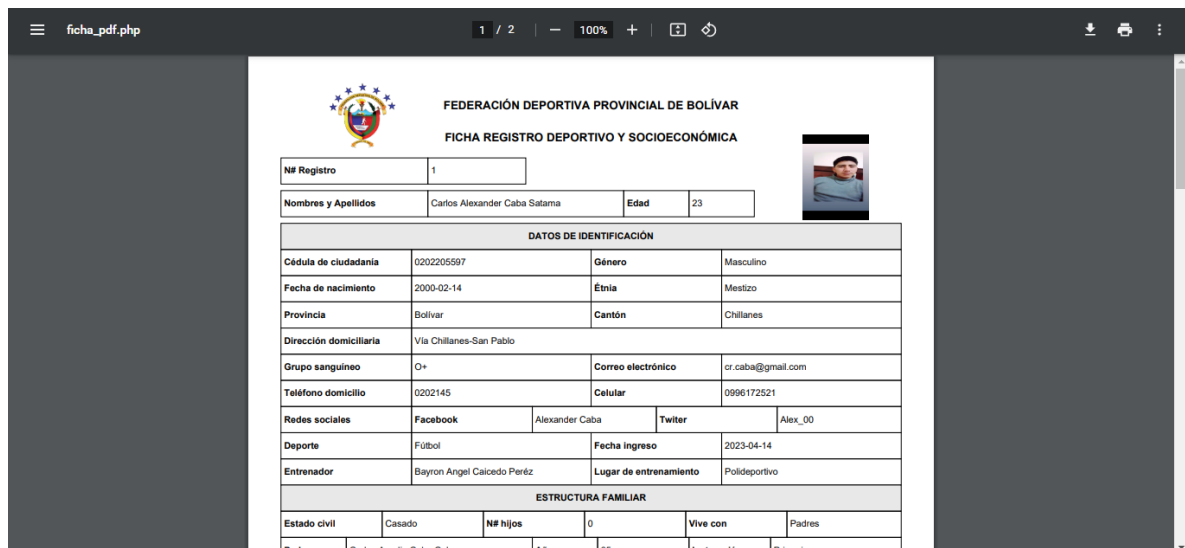 ficha_pdf.php 1 / 2 100%
FEDERACIÓN DEPORTIVA PROVINCIAL DE BOLÍVAR
FICHA REGISTRO DEPORTIVO Y SOCIOECONÓMICA
N# Registro 1
Nombres y Apellidos Carlos Alexander Caba Satama Edad 23
DATOS DE IDENTIFICACIÓN
Cédula de ciudadanía 0202205597 Género Masculino
Fecha de nacimiento 2000-02-14 Étnia Mestizo
Provincia Bolívar Cantón Chillanes
Dirección domiciliaria Vía Chillanes-San Pablo
Grupo sanguíneo O+ Correo electrónico cr.caba@gmail.com
Teléfono domicilio 0202145 Celular 0996172521
Redes sociales Facebook Alexander Caba Twiter Alex_00
Deporte Fútbol Fecha ingreso 2023-04-14
Entrenador Bayron Angel Caicedo Peréz Lugar de entrenamiento Polideportivo
ESTRUCTURA FAMILIAR
Estado civil Casado N# hijos 0 Vive con Padres